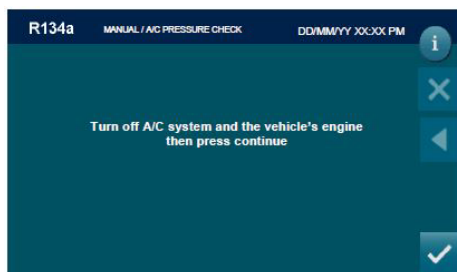 R134a MANUAL / A/C PRESSURE CHECK DD/MM/YY XX:XX PM
i
Turn off A/C system and the vehicle's engine
then press continue